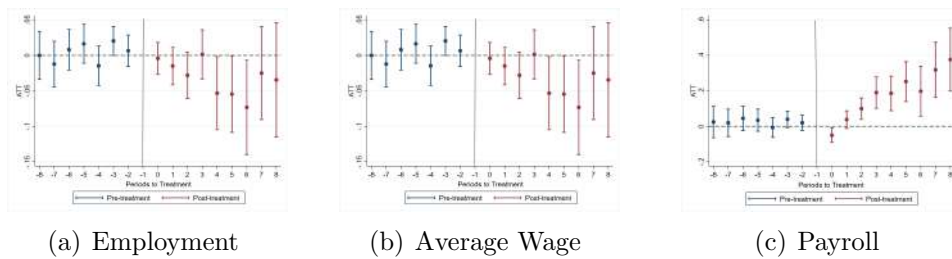 .05
0
-.05
-.1
-.15
ATT
-8 -7 -6 -5 -4 -3 -2 -1 0 1 2 3 4 5 6 7 8
Periods to Treatment
Pre-treatment Post-treatment
(a) Employment
.05
0
-.05
-.1
-.15
ATT
-8 -7 -6 -5 -4 -3 -2 -1 0 1 2 3 4 5 6 7 8
Periods to Treatment
Pre-treatment Post-treatment
(b) Average Wage
.6
.4
.2
0
-.2
ATT
-8 -7 -6 -5 -4 -3 -2 -1 0 1 2 3 4 5 6 7 8
Periods to Treatment
Pre-treatment Post-treatment
(c) Payroll